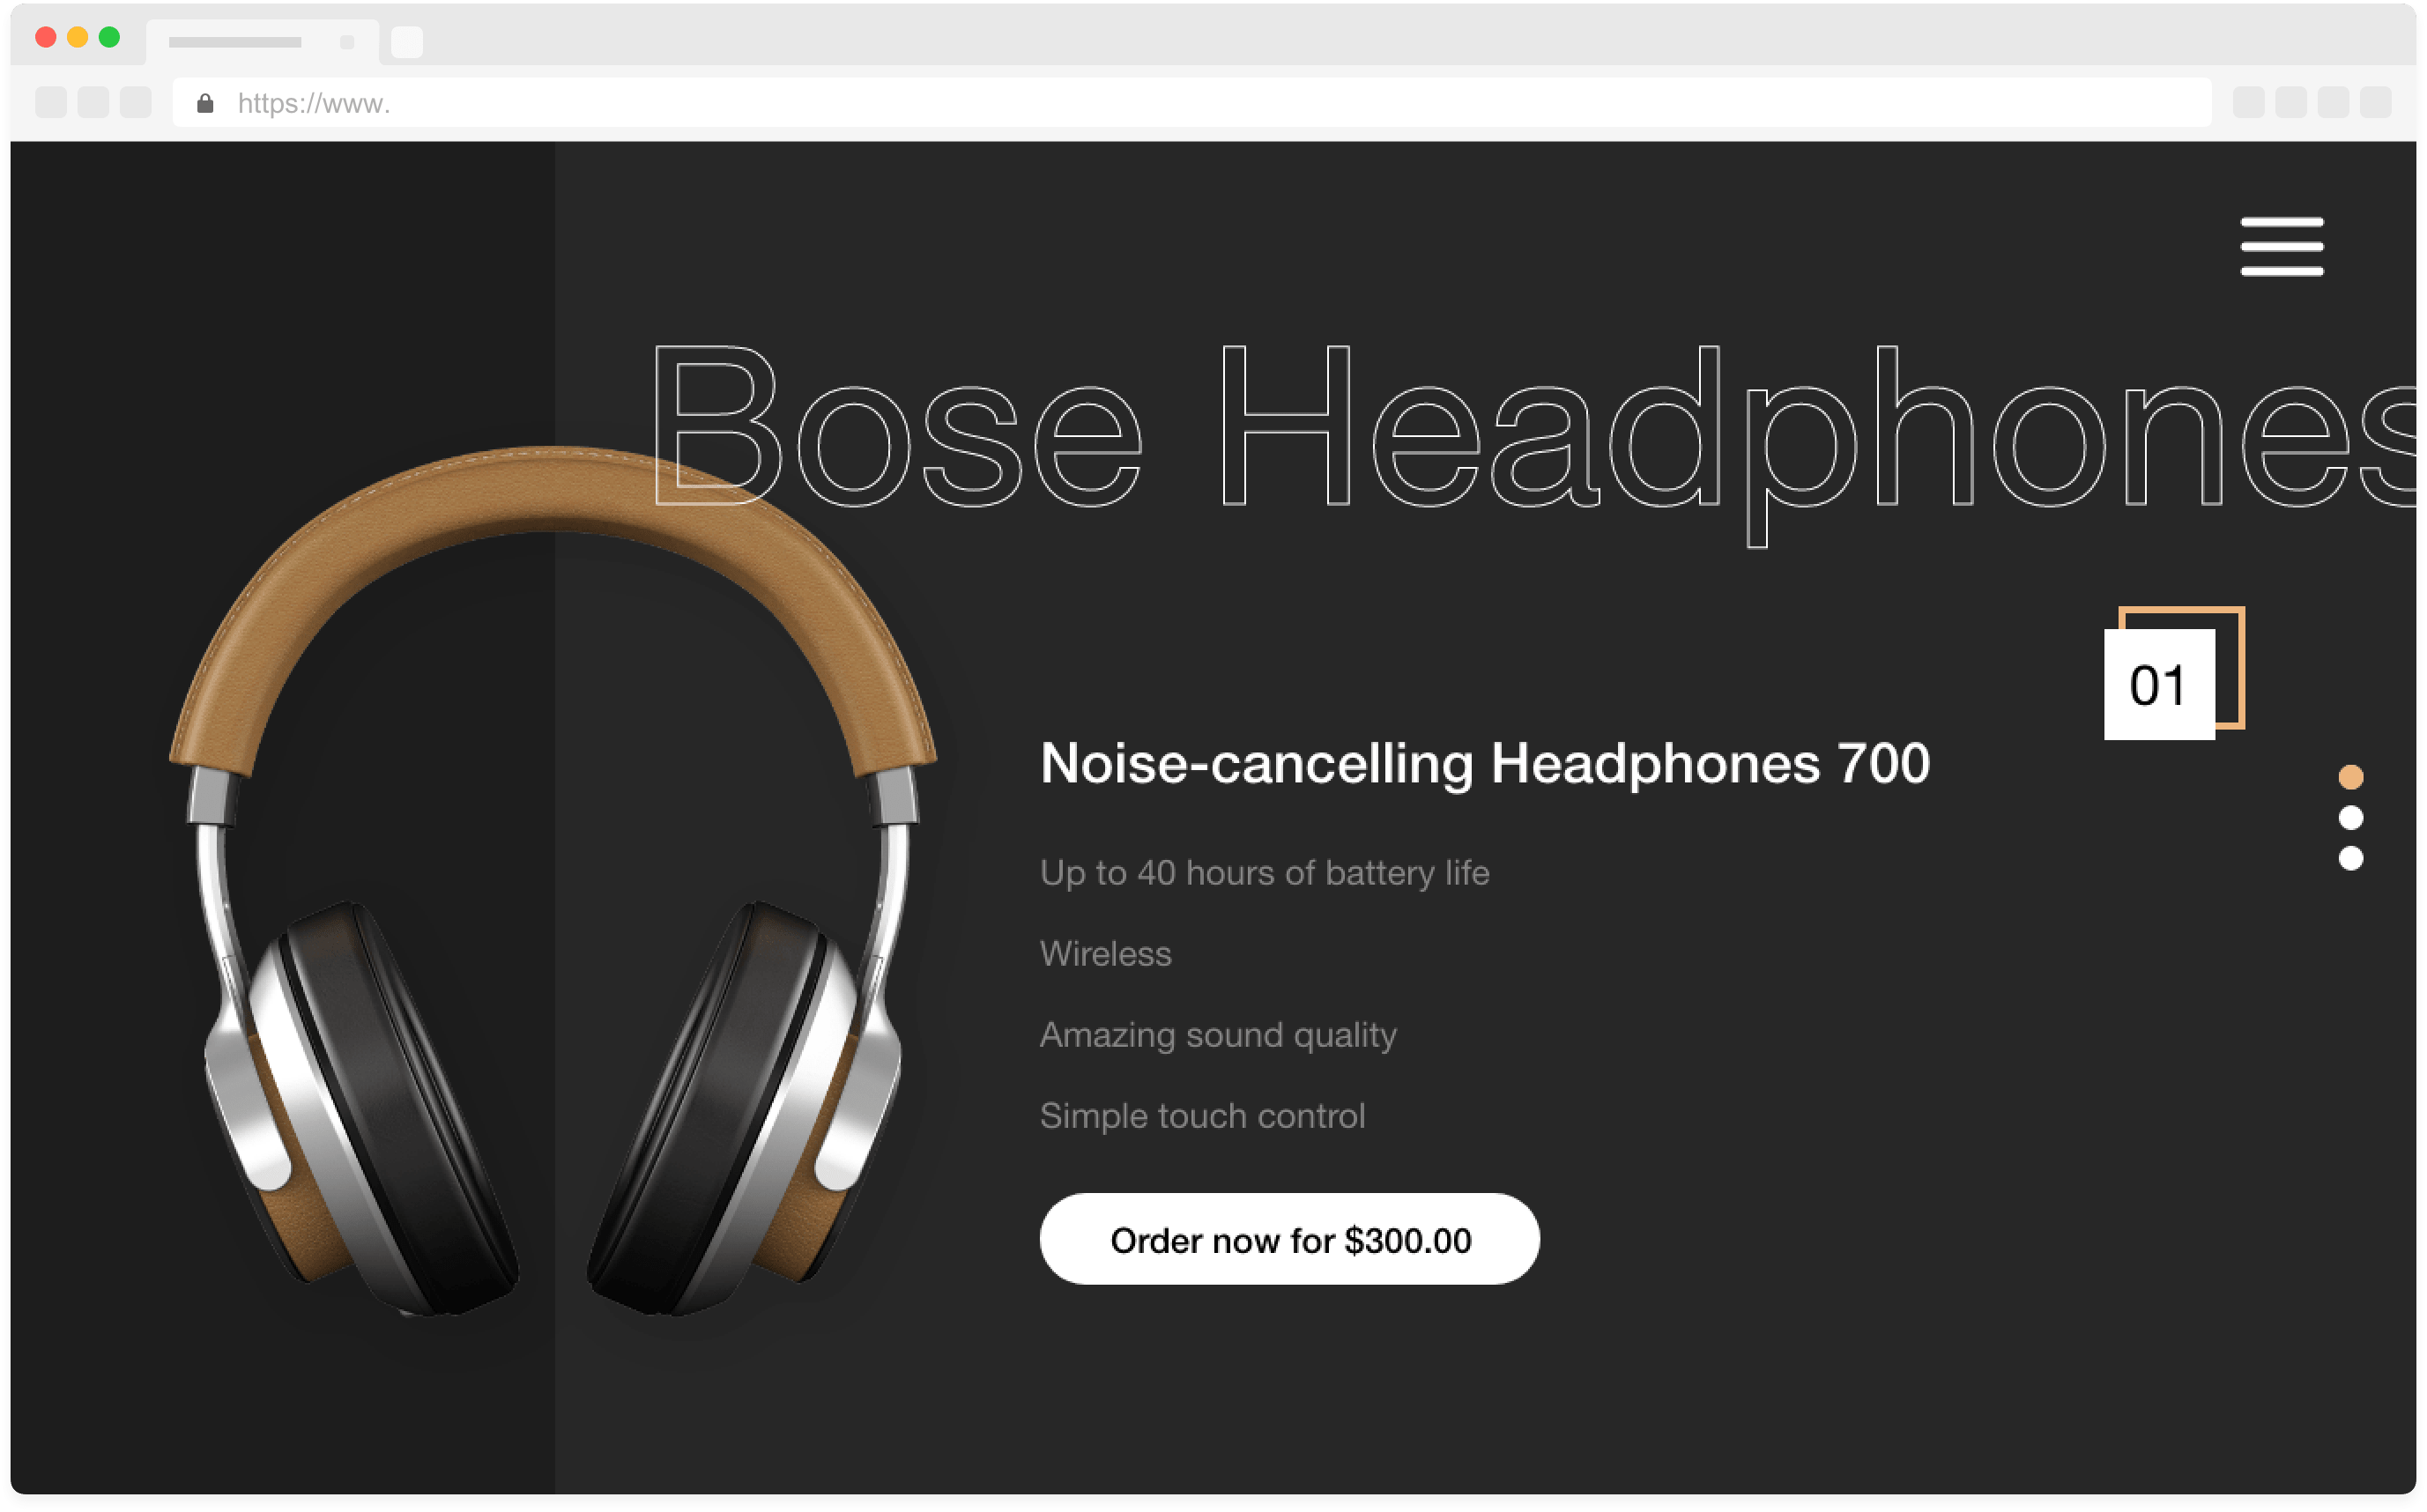 https://www.
Bose Headphones
01
Noise-cancelling Headphones 700
Up to 40 hours of battery life
Wireless
Amazing sound quality
Simple touch control
Order now for $300.00